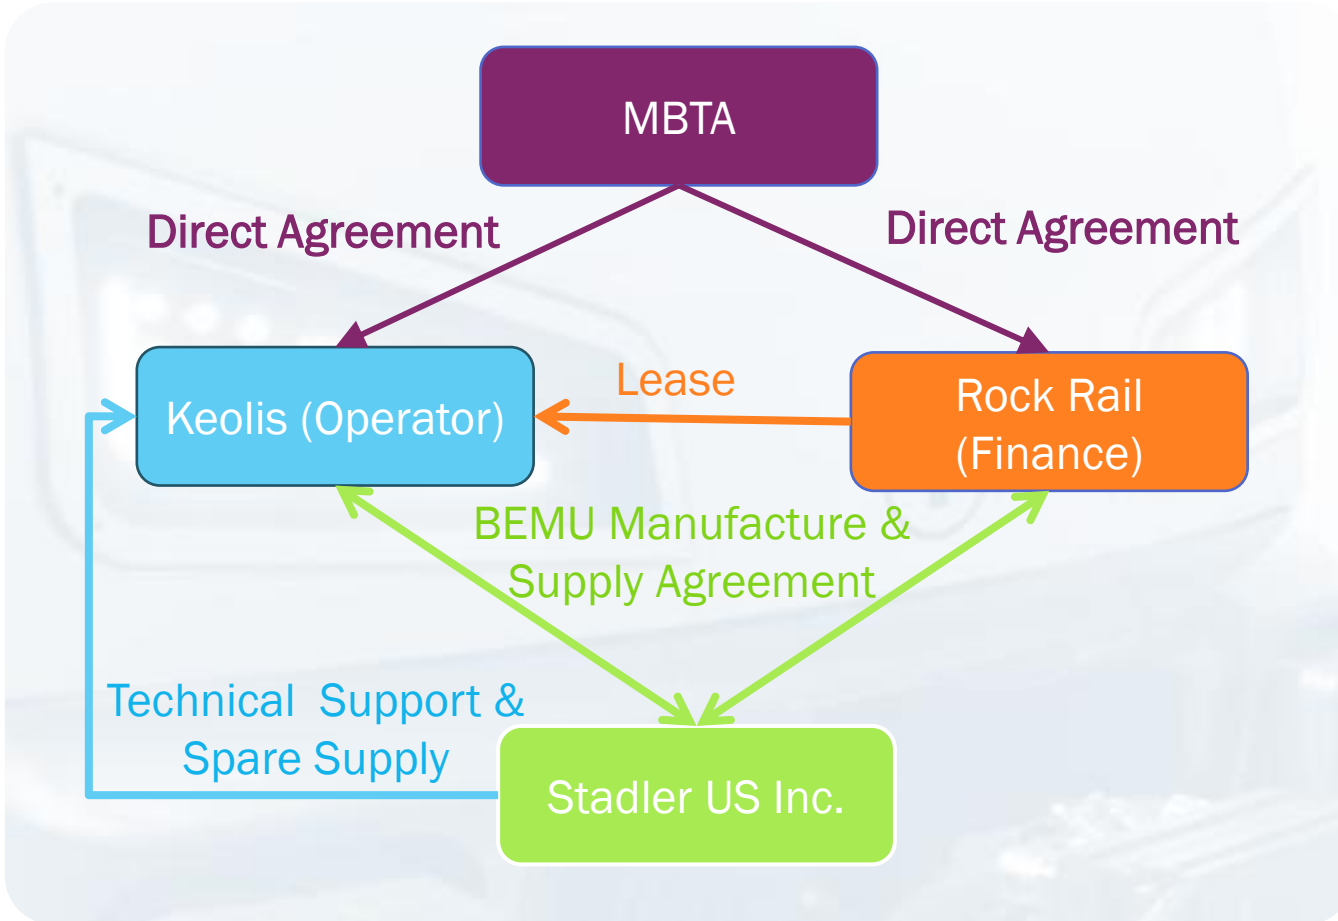 MBTA
Direct Agreement
Direct Agreement
Keolis (Operator)
Lease
Rock Rail
(Finance)
BEMU Manufacture &
Supply Agreement
Technical  Support &
Spare Supply
Stadler US Inc.